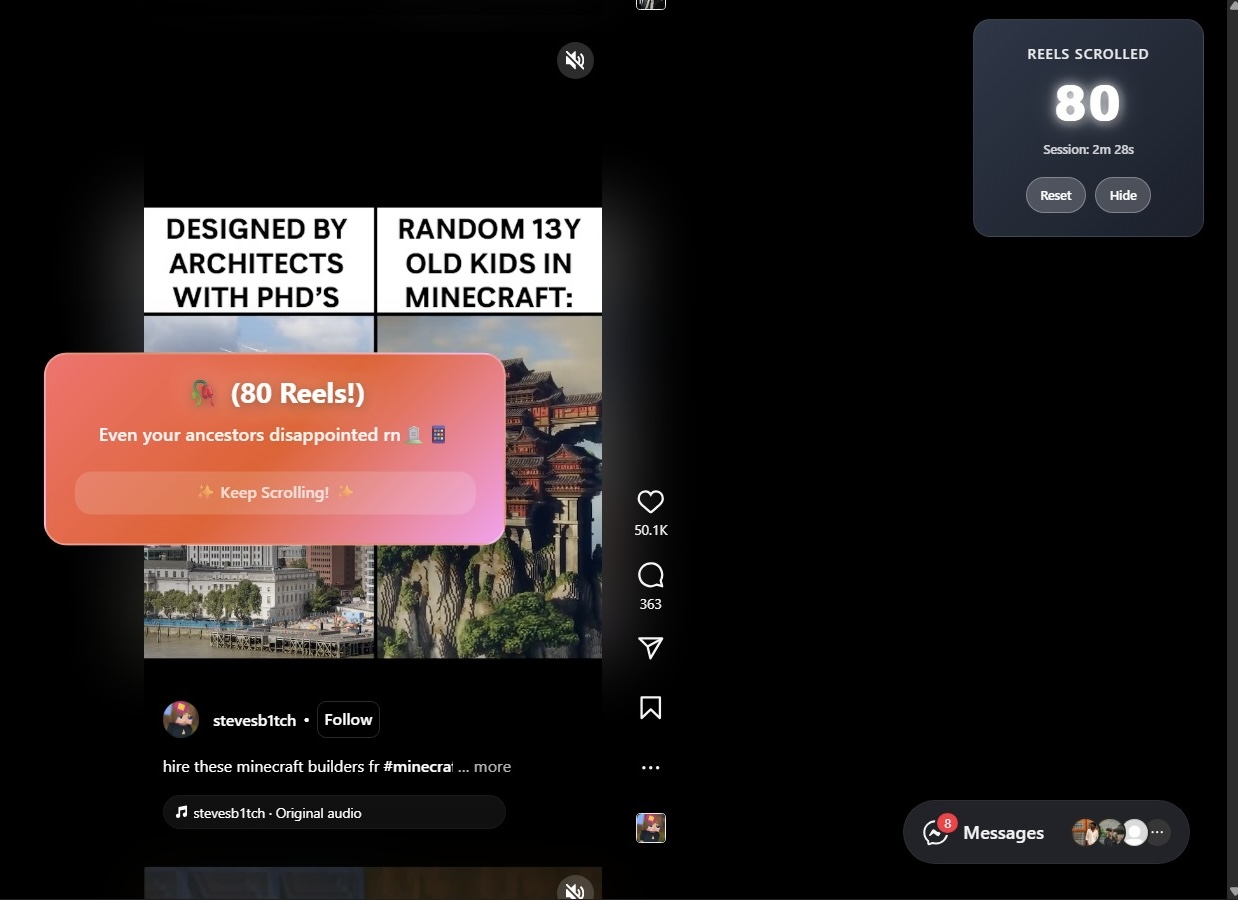 REELS SCROLLED
80
Session: 2m 28s
Reset
Hide
DESIGNED BY
ARCHITECTS
WITH PHD'S
RANDOM 13Y
OLD KIDS IN
MINECRAFT:
🥀 (80 Reels!)
Even your ancestors disappointed rn 🪦 📱
✨ Keep Scrolling! ✨
50.1K
363
stevesb1tch • Follow
hire these minecraft builders fr #minecra ... more
stevesb1tch · Original audio
8
Messages